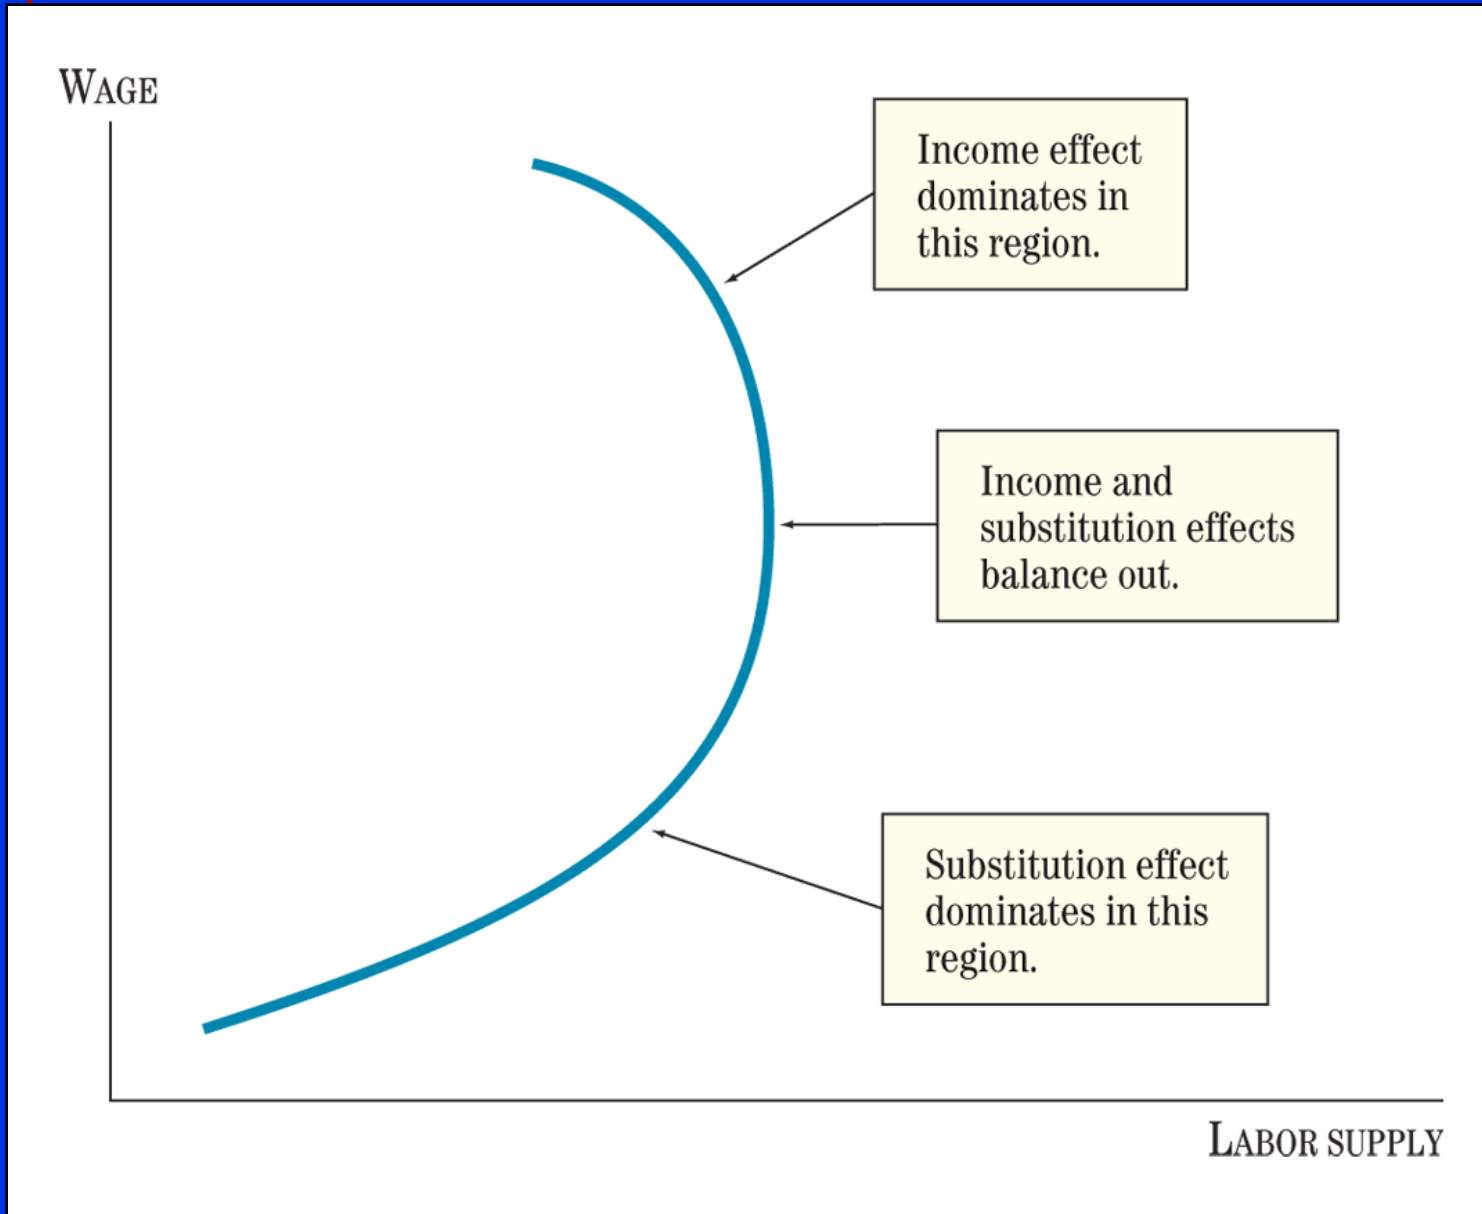 WAGE
Income effect
dominates in
this region.
Income and
substitution effects
balance out.
Substitution effect
dominates in this
region.
LABOR SUPPLY